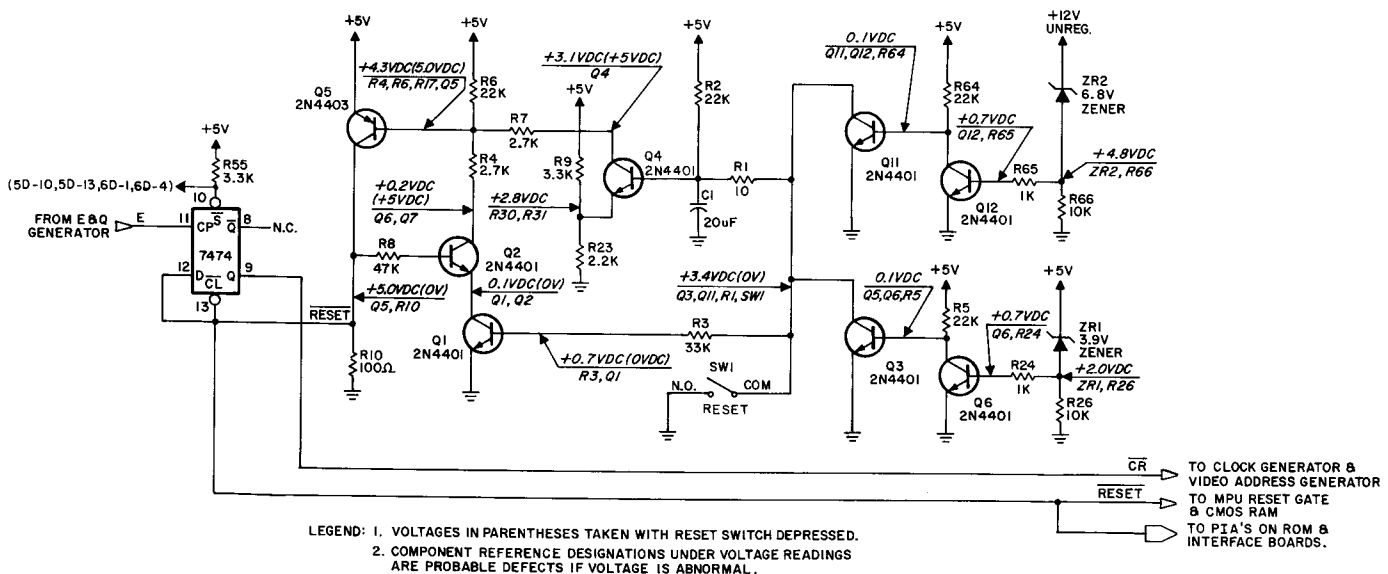 +5V
+5V
+5V
+5V
+12V
UNREG.
+4.3VDC(5.0VDC)
R4, R6, R17, Q5
+3.1VDC(+5VDC)
Q4
0.1VDC
Q11, Q12, R64
R6
22K
R2
22K
R64
22K
ZR2
6.8V
ZENER
Q5
2N4403
+5V
R7
2.7K
R9
3.3K
Q4
2N4401
R1
10
Q11
2N4401
+0.7VDC
Q12, R65
+4.8VDC
ZR2, R66
+5V
R55
3.3K
R4
2.7K
(5D-10,5D-13,6D-1,6D-4)
10
+0.2VDC
(+5VDC)
Q6, Q7
+2.8VDC
R30, R31
C1
20uF
Q12
2N4401
R65
1K
R66
10K
FROM E&Q
GENERATOR
E
11
CP
S
Q
8
N.C.
7474
12
D
CL
Q
9
13
R8
47K
Q2
2N4401
R23
2.2K
+5.0VDC(0V)
Q5, R10
0.1VDC(0V)
Q1, Q2
+3.4VDC(0V)
Q3, Q11, R1, SW1
0.1VDC
Q5, Q6, R5
+5V
+5V
R5
22K
+0.7VDC
Q6, R24
ZR1
3.9V
ZENER
RESET
R10
100Ω
Q1
2N4401
R3
33K
+0.7VDC(0VDC)
R3, Q1
SW1
N.O.
COM
RESET
Q3
2N4401
Q6
2N4401
R24
1K
+2.0VDC
ZR1, R26
R26
10K
CR
TO CLOCK GENERATOR &
VIDEO ADDRESS GENERATOR
RESET
TO MPU RESET GATE
& CMOS RAM
TO PIA'S ON ROM &
INTERFACE BOARDS.
LEGEND: 1. VOLTAGES IN PARENTHESES TAKEN WITH RESET SWITCH DEPRESSED.
2. COMPONENT REFERENCE DESIGNATIONS UNDER VOLTAGE READINGS
ARE PROBABLE DEFECTS IF VOLTAGE IS ABNORMAL.